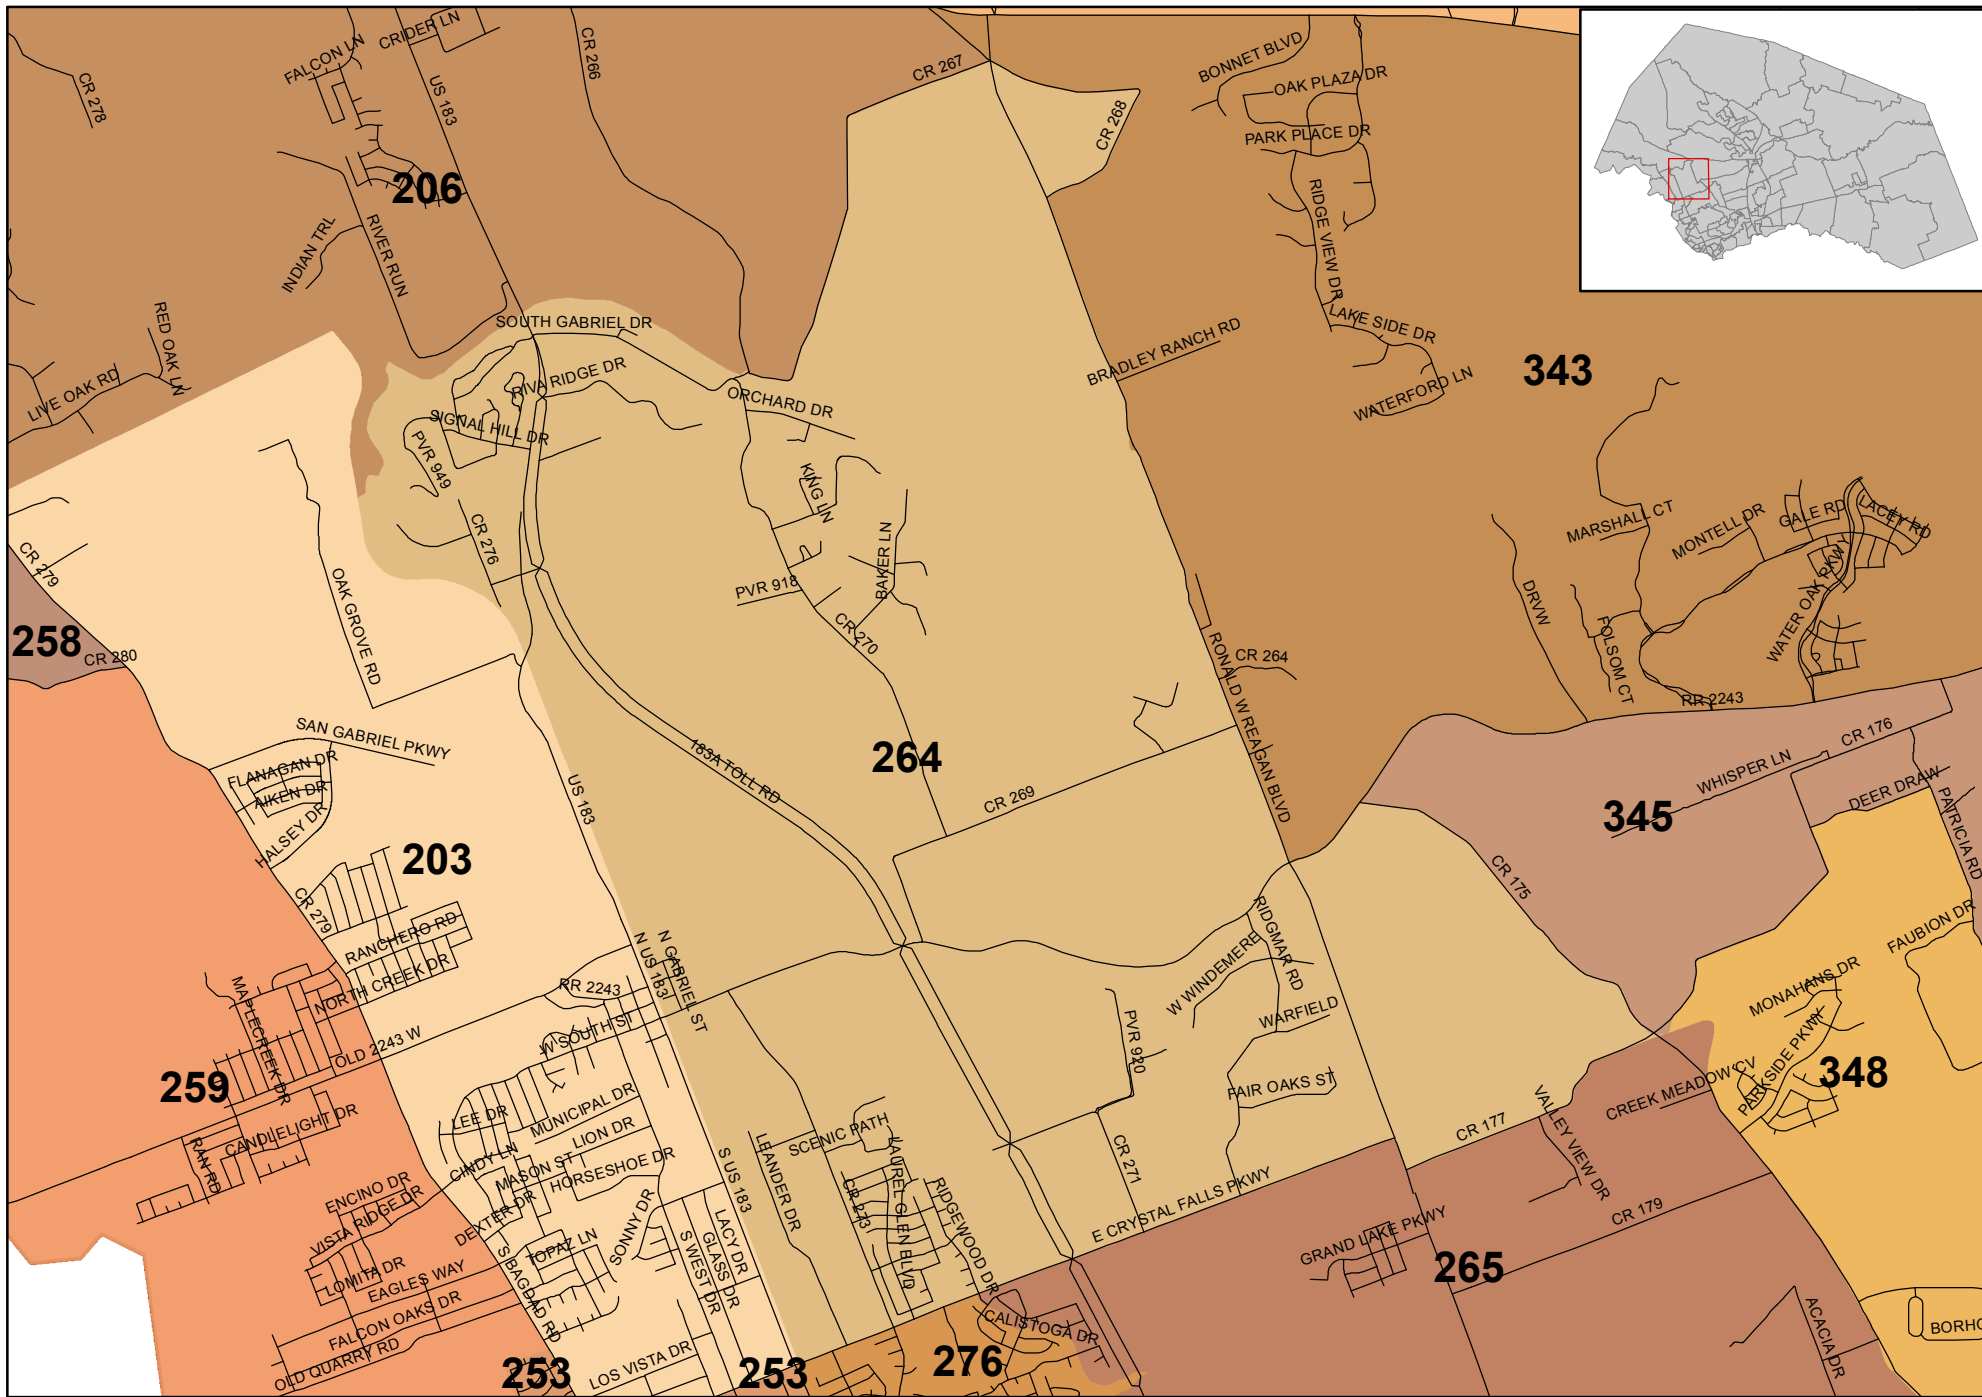 CRIDER LN
FALCON LN
CR 278
US 183
CR 266
CR 267
CR 268
BONNET BLVD
OAK PLAZA DR
PARK PLACE DR
206
RIDGE VIEW DR
INDIAN TRL
RIVER RUN
RED OAK LN
LIVE OAK RD
SOUTH GABRIEL DR
RIVA RIDGE DR
SIGNAL HILL DR
PVR 949
ORCHARD DR
BRADLEY RANCH RD
LAKE SIDE DR
WATERFORD LN
343
KING LN
CR 276
BAKER LN
PVR 918
CR 270
MARSHALL CT
MONTELL DR
GALE RD
LACEY RD
WATER OAK PKWY
DRVW
FOLSOM CT
CR 279
OAK GROVE RD
258
CR 280
RONALD W REAGAN BLVD
CR 264
RR 2243
SAN GABRIEL PKWY
FLANAGAN DR
AIKEN DR
HALSEY DR
US 183
183A TOLL RD
264
CR 269
CR 176
WHISPER LN
DEER DRAW
PATRICIA RD
345
203
CR 175
CR 279
RANCHERO RD
NORTH CREEK DR
N US 183
N GABRIEL ST
RIDGMAR RD
W WINDEMERE
FAUBION DR
MONAHANS DR
MAPLECREEK DR
RR 2243
OLD 2243 W
W SOUTH ST
WARFIELD
PVR 920
PARKSIDE PKWY
348
259
FAIR OAKS ST
CREEK MEADOW CV
LEE DR
MUNICIPAL DR
CANDLELIGHT DR
RAN RD
LION DR
CINDY LN
MASON ST
HORSESHOE DR
SCENIC PATH
LEANDER DR
LAUREL GLEN BLVD
CR 271
CR 177
VALLEY VIEW DR
ENCINO DR
VISTA RIDGE DR
DEXTER DR
S US 183
CR 273
RIDGEWOOD DR
E CRYSTAL FALLS PKWY
CR 179
LOMITA DR
EAGLES WAY
TOPAZ LN
SONNY DR
LACY DR
GLASS DR
S WEST DR
GRAND LAKE PKWY
265
FALCON OAKS DR
S BAGDAD RD
CALISTOGA DR
ACACIA DR
BORHO
OLD QUARRY RD
253
LOS VISTA DR
253
276